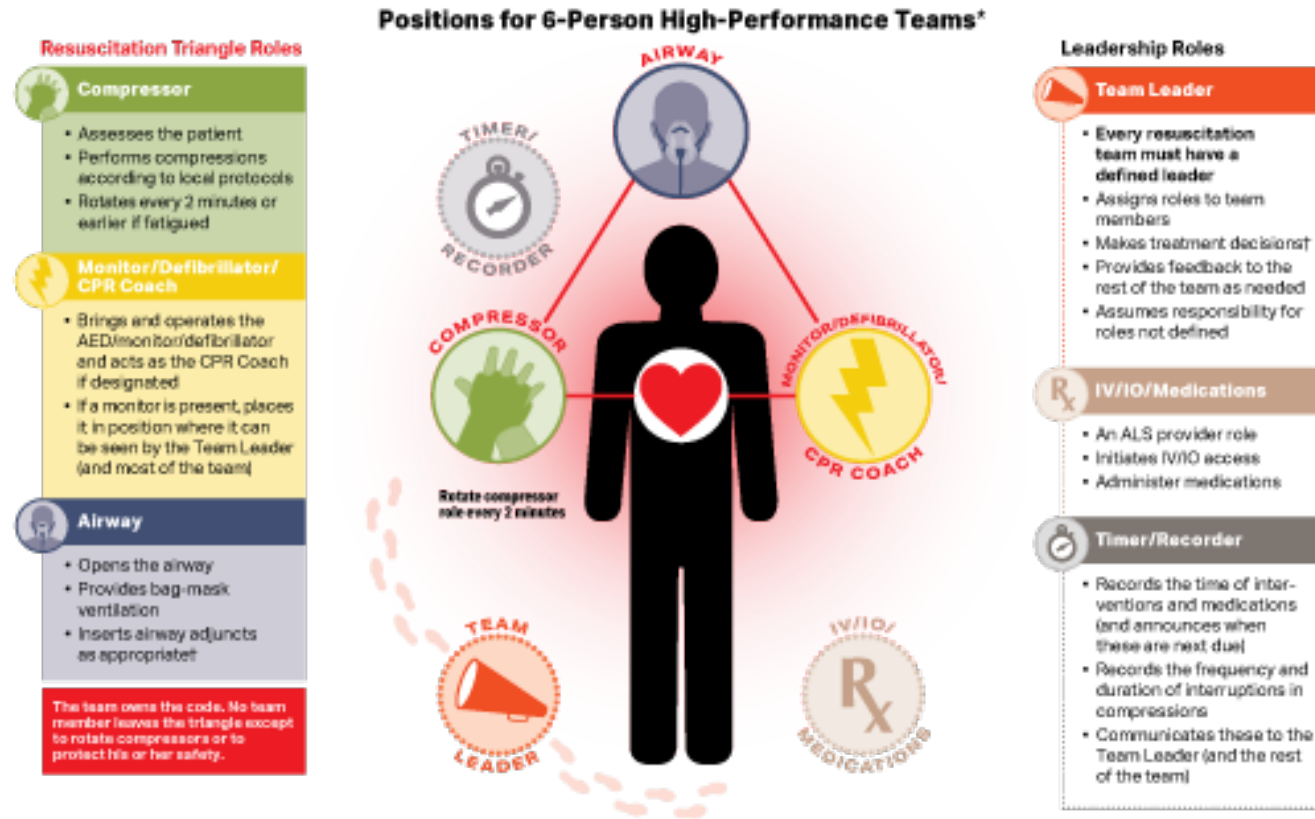 Positions for 6-Person High-Performance Teams*
Resuscitation Triangle Roles
Compressor
• Assesses the patient
• Performs compressions
according to local protocols
• Rotates every 2 minutes or
earlier if fatigued
Monitor/Defibrillator/
CPR Coach
• Brings and operates the
AED/monitor/defibrillator
and acts as the CPR Coach
if designated
• If a monitor is present, places
it in position where it can
be seen by the Team Leader
(and most of the team)
Airway
• Opens the airway
• Provides bag-mask
ventilation
• Inserts airway adjuncts
as appropriate†
The team owns the code. No team
member leaves the triangle except
to rotate compressors or to
protect his or her safety.
AIRWAY
TIMER/
RECORDER
COMPRESSOR
MONITOR/DEFIBRILLATOR/
CPR COACH
Rotate compressor
role every 2 minutes
TEAM
LEADER
IV/IO/
MEDICATIONS
Rx
Leadership Roles
Team Leader
• Every resuscitation
team must have a
defined leader
• Assigns roles to team
members
• Makes treatment decisions†
• Provides feedback to the
rest of the team as needed
• Assumes responsibility for
roles not defined
Rx
IV/IO/Medications
• An ALS provider role
• Initiates IV/IO access
• Administer medications
Timer/Recorder
• Records the time of inter-
ventions and medications
(and announces when
these are next due)
• Records the frequency and
duration of interruptions in
compressions
• Communicates these to the
Team Leader (and the rest
of the team)